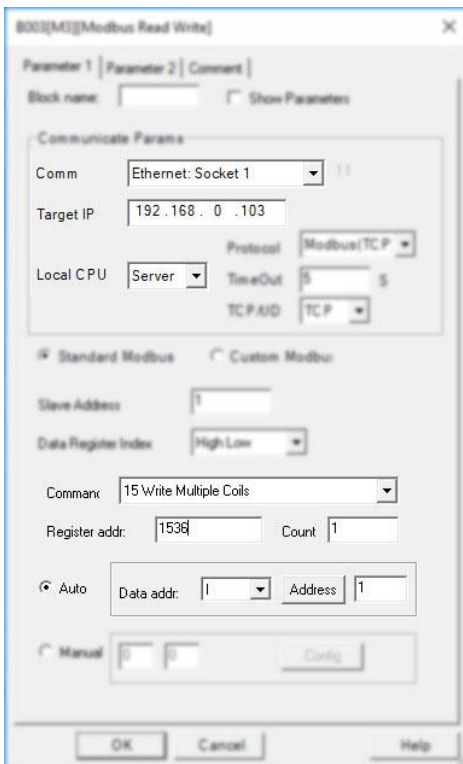 B003[M3][Modbus Read Write]
Parameter 1 Parameter 2 Comment
Block name: Show Parameters
Communicate Params
Comm Ethernet: Socket 1 11
Target IP 192.168. 0 .103
Protocol Modbus(TCP
Local CPU Server TimeOut 5 S
TCP/UD TCP
Standard Modbus Custom Modbu
Slave Address 1
Data Register Index High Low
Commanc 15 Write Multiple Coils
Register addr: 1536 Count 1
Auto Data addr: I Address 1
Manual 0 0 Config
OK Cancel Help